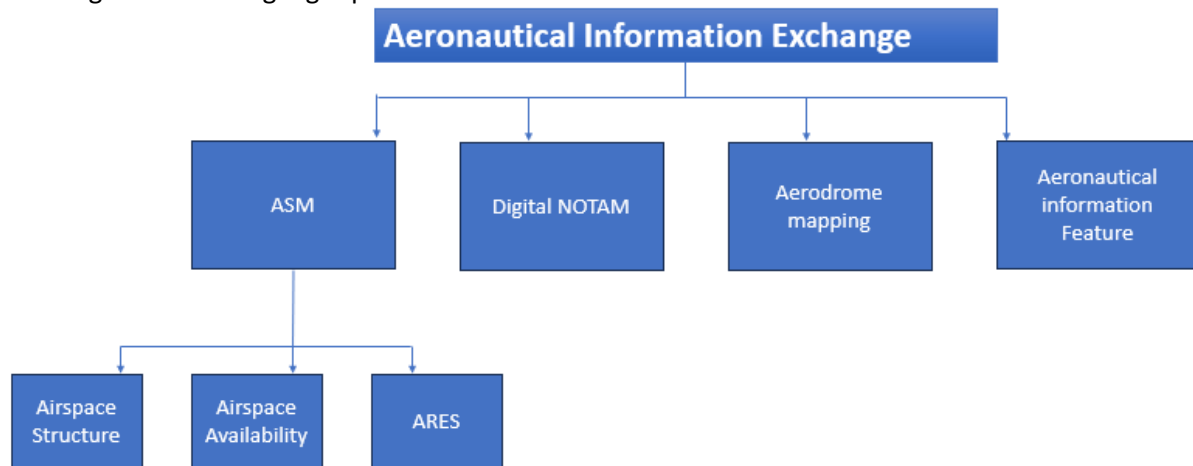 Aeronautical Information Exchange
ASM
Digital NOTAM
Aerodrome
mapping
Aeronautical
information
Feature
Airspace
Structure
Airspace
Availability
ARES